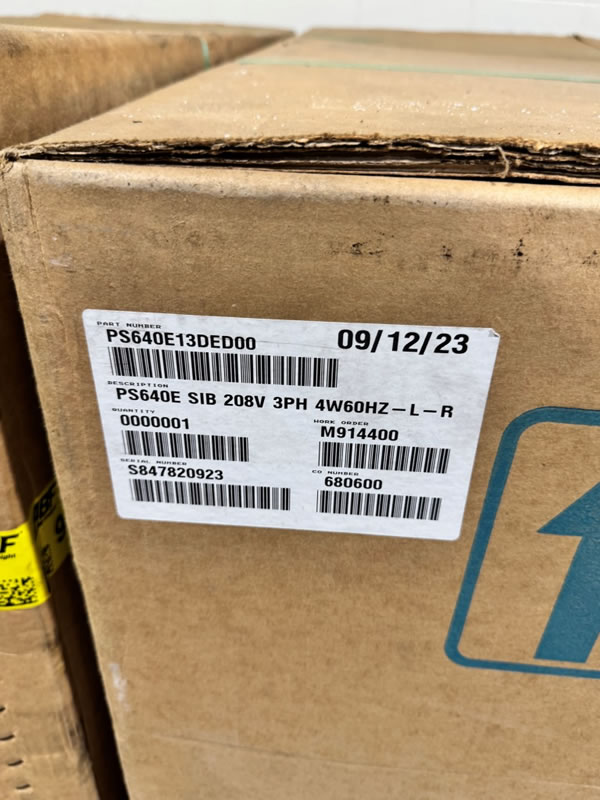 PART NUMBER
PS640E13DED00
09/12/23
DESCRIPTION
PS640E SIB 208V 3PH 4W60HZ-L-R
QUANTITY
0000001
WORK ORDER
M914400
SERIAL NUMBER
S847820923
CO NUMBER
680600